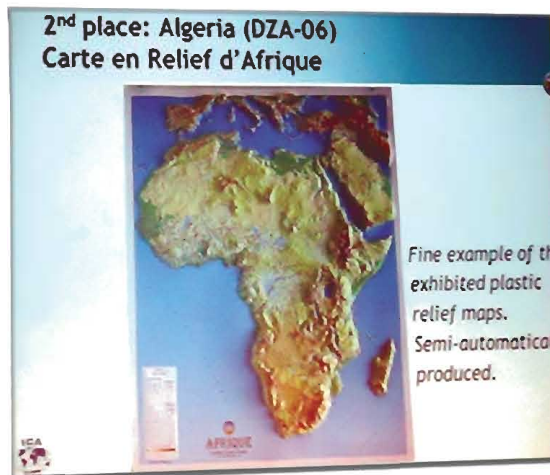 2nd place: Algeria (DZA-06)
Carte en Relief d'Afrique
Fine example of th
exhibited plastic
relief maps.
Semi-automatica
produced.
AFRIQUE
ICA